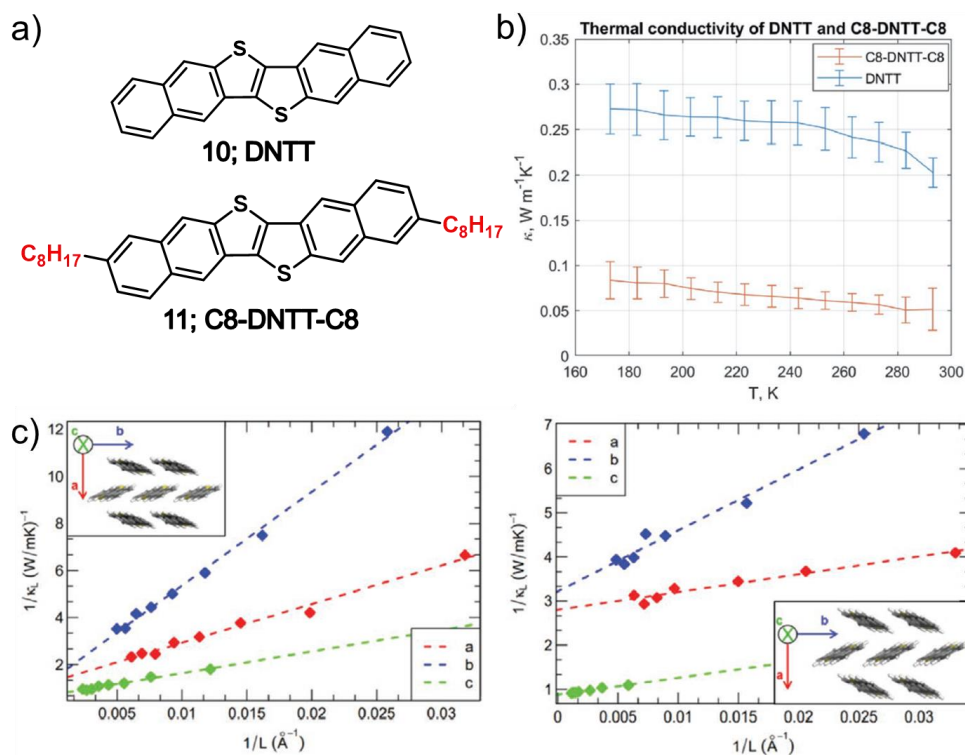 a)
S
S
10; DNTT
S
C8H17
C8H17
S
11; C8-DNTT-C8
b)
Thermal conductivity of DNTT and C8-DNTT-C8
0.35
0.3
0.25
0.2
0.15
0.1
0.05
0
κ, W m⁻¹K⁻¹
C8-DNTT-C8
DNTT
160 180 200 220 240 260 280 300
T, K
c)
12
10
8
6
4
2
1/κL (W/mK)⁻¹
c
b
a
a
b
c
0.005 0.01 0.015 0.02 0.025 0.03
1/L (Å⁻¹)
7
6
5
4
3
2
1
1/κL (W/mK)⁻¹
a
b
c
c
b
a
0 0.005 0.01 0.015 0.02 0.025 0.03
1/L (Å⁻¹)